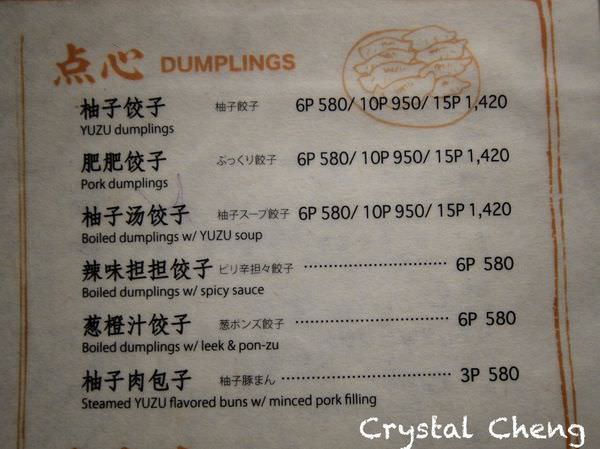 点心 DUMPLINGS
柚子饺子 柚子餃子 6P 580/ 10P 950/ 15P 1,420
YUZU dumplings
肥肥饺子 ぷっくり餃子 6P 580/ 10P 950/ 15P 1,420
Pork dumplings
柚子汤饺子 柚子スープ餃子 6P 580/ 10P 950/ 15P 1,420
Boiled dumplings w/ YUZU soup
辣味担担饺子 ピリ辛担々餃子 6P 580
Boiled dumplings w/ spicy sauce
葱橙汁饺子 葱ポンズ餃子 6P 580
Boiled dumplings w/ leek & pon-zu
柚子肉包子 柚子豚まん 3P 580
Steamed YUZU flavored buns w/ minced pork filling
Crystal Cheng